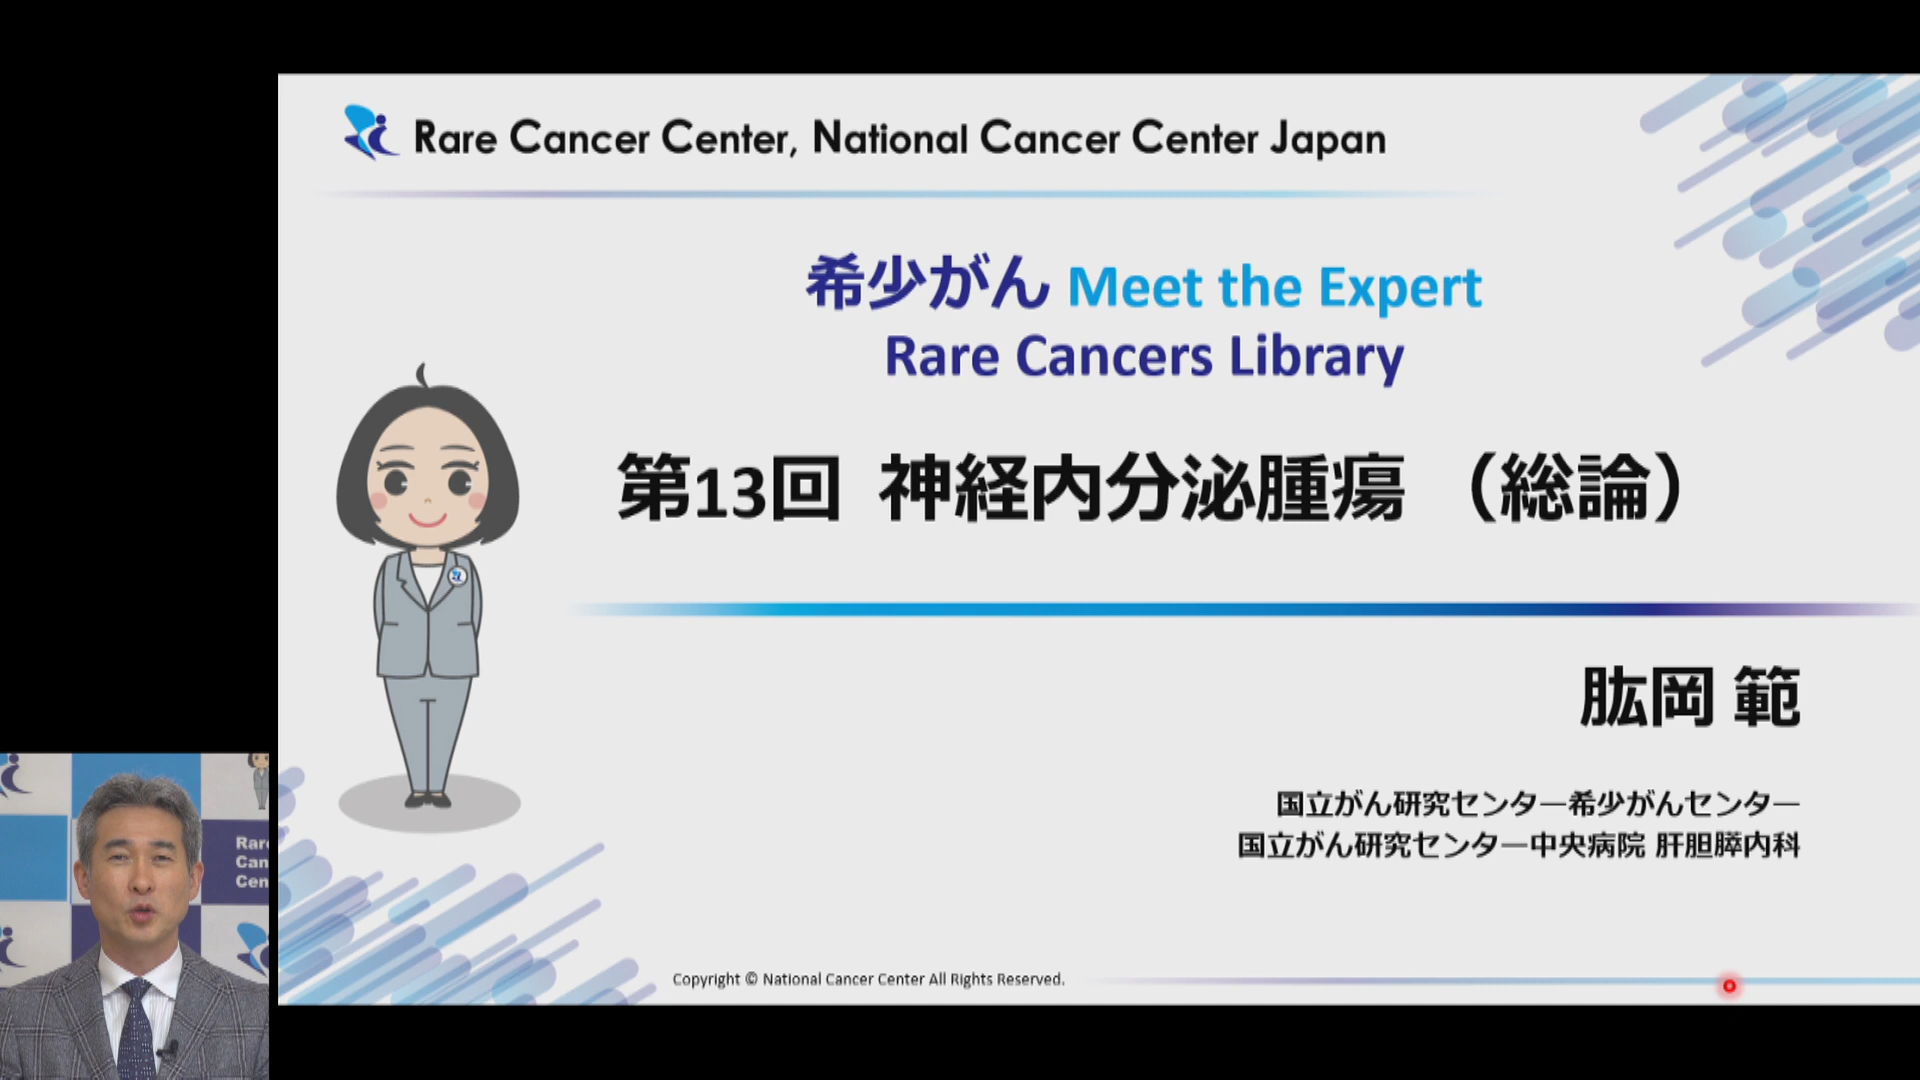 Rare Cancer Center, National Cancer Center Japan
希少がん Meet the Expert
Rare Cancers Library
第13回 神経内分泌腫瘍 （総論）
肱岡 範
国立がん研究センター希少がんセンター
国立がん研究センター中央病院 肝胆膵内科
Copyright © National Cancer Center All Rights Reserved.
Rare
Can
Cen